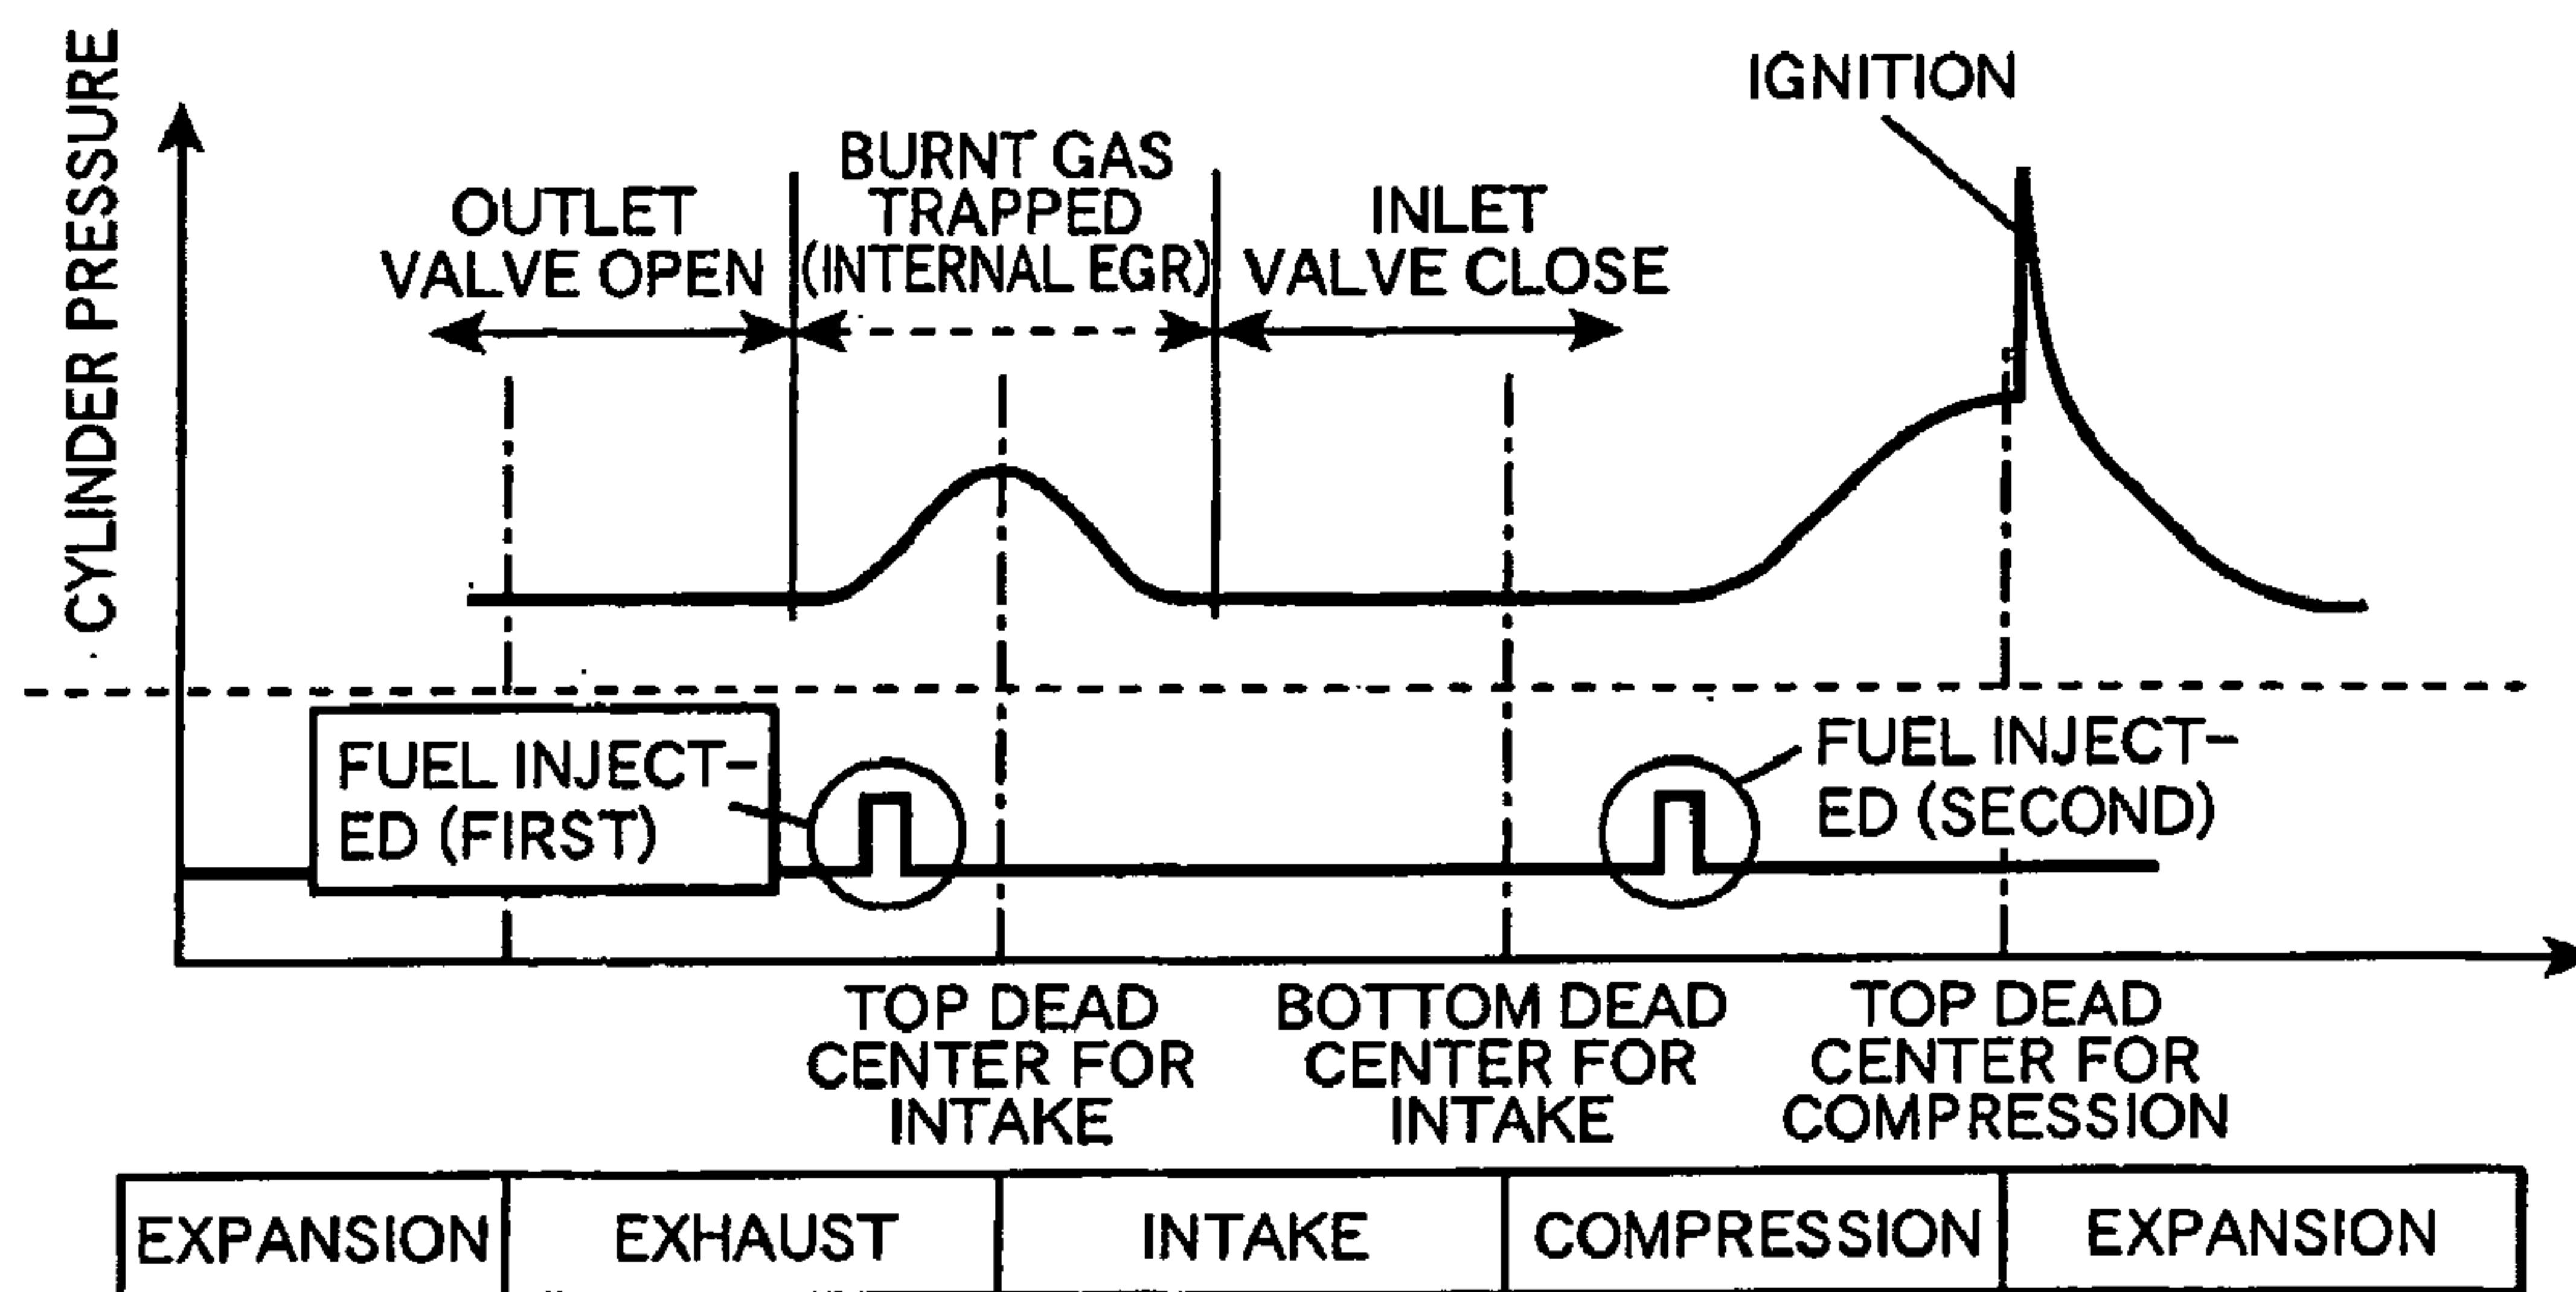 CYLINDER PRESSURE
OUTLET
VALVE OPEN
BURNT GAS
TRAPPED
(INTERNAL EGR)
INLET
VALVE CLOSE
IGNITION
FUEL INJECT-
ED (FIRST)
FUEL INJECT-
ED (SECOND)
TOP DEAD
CENTER FOR
INTAKE
BOTTOM DEAD
CENTER FOR
INTAKE
TOP DEAD
CENTER FOR
COMPRESSION
EXPANSION
EXHAUST
INTAKE
COMPRESSION
EXPANSION